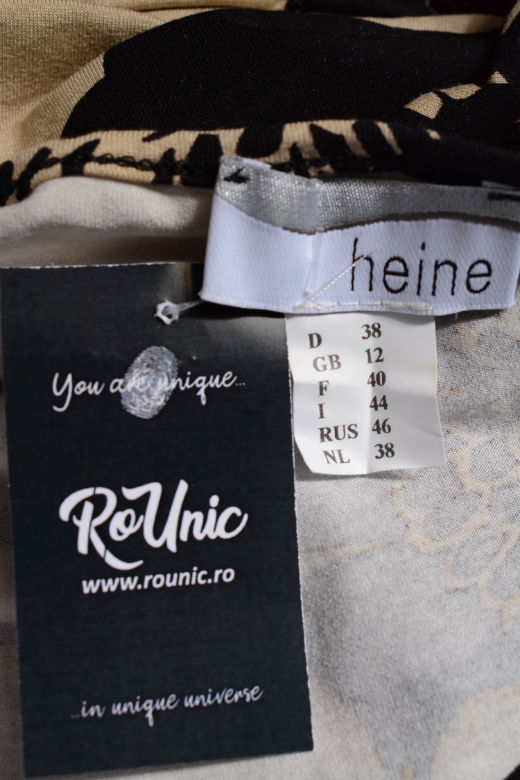 heine
D 38
GB 12
F 40
I 44
RUS 46
NL 38
You are unique...
RoUnic
www.rounic.ro
...in unique universe